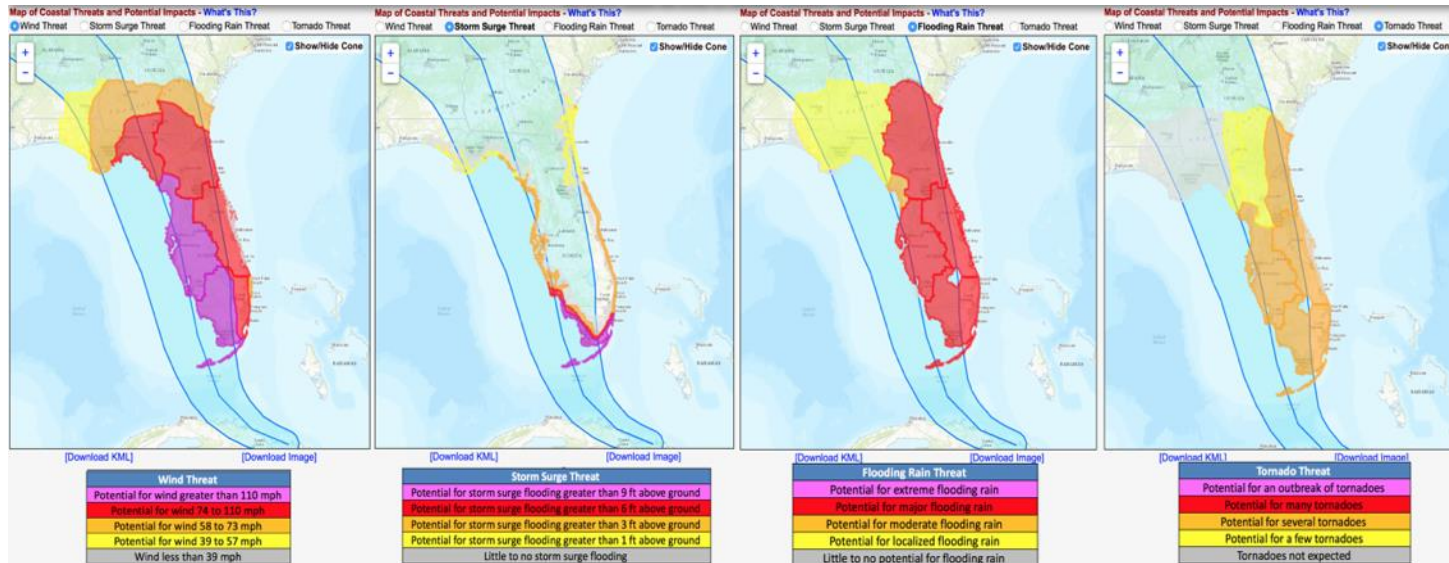 Map of Coastal Threats and Potential Impacts - What's This?
Wind Threat Storm Surge Threat Flooding Rain Threat Tornado Threat
+
Show/Hide Cone
−
[Download KML] [Download Image]
Wind Threat
Potential for wind greater than 110 mph
Potential for wind 74 to 110 mph
Potential for wind 58 to 73 mph
Potential for wind 39 to 57 mph
Wind less than 39 mph
Map of Coastal Threats and Potential Impacts - What's This?
Wind Threat Storm Surge Threat Flooding Rain Threat Tornado Threat
+
Show/Hide Cone
−
[Download KML] [Download Image]
Storm Surge Threat
Potential for storm surge flooding greater than 9 ft above ground
Potential for storm surge flooding greater than 6 ft above ground
Potential for storm surge flooding greater than 3 ft above ground
Potential for storm surge flooding greater than 1 ft above ground
Little to no storm surge flooding
Map of Coastal Threats and Potential Impacts - What's This?
Wind Threat Storm Surge Threat Flooding Rain Threat Tornado Threat
+
Show/Hide Cone
−
[Download KML] [Download Image]
Flooding Rain Threat
Potential for extreme flooding rain
Potential for major flooding rain
Potential for moderate flooding rain
Potential for localized flooding rain
Little to no potential for flooding rain
Map of Coastal Threats and Potential Impacts - What's This?
Wind Threat Storm Surge Threat Flooding Rain Threat Tornado Threat
+
Show/Hide Con
−
[Download KML] [Download Image]
Tornado Threat
Potential for an outbreak of tornadoes
Potential for many tornadoes
Potential for several tornadoes
Potential for a few tornadoes
Tornadoes not expected